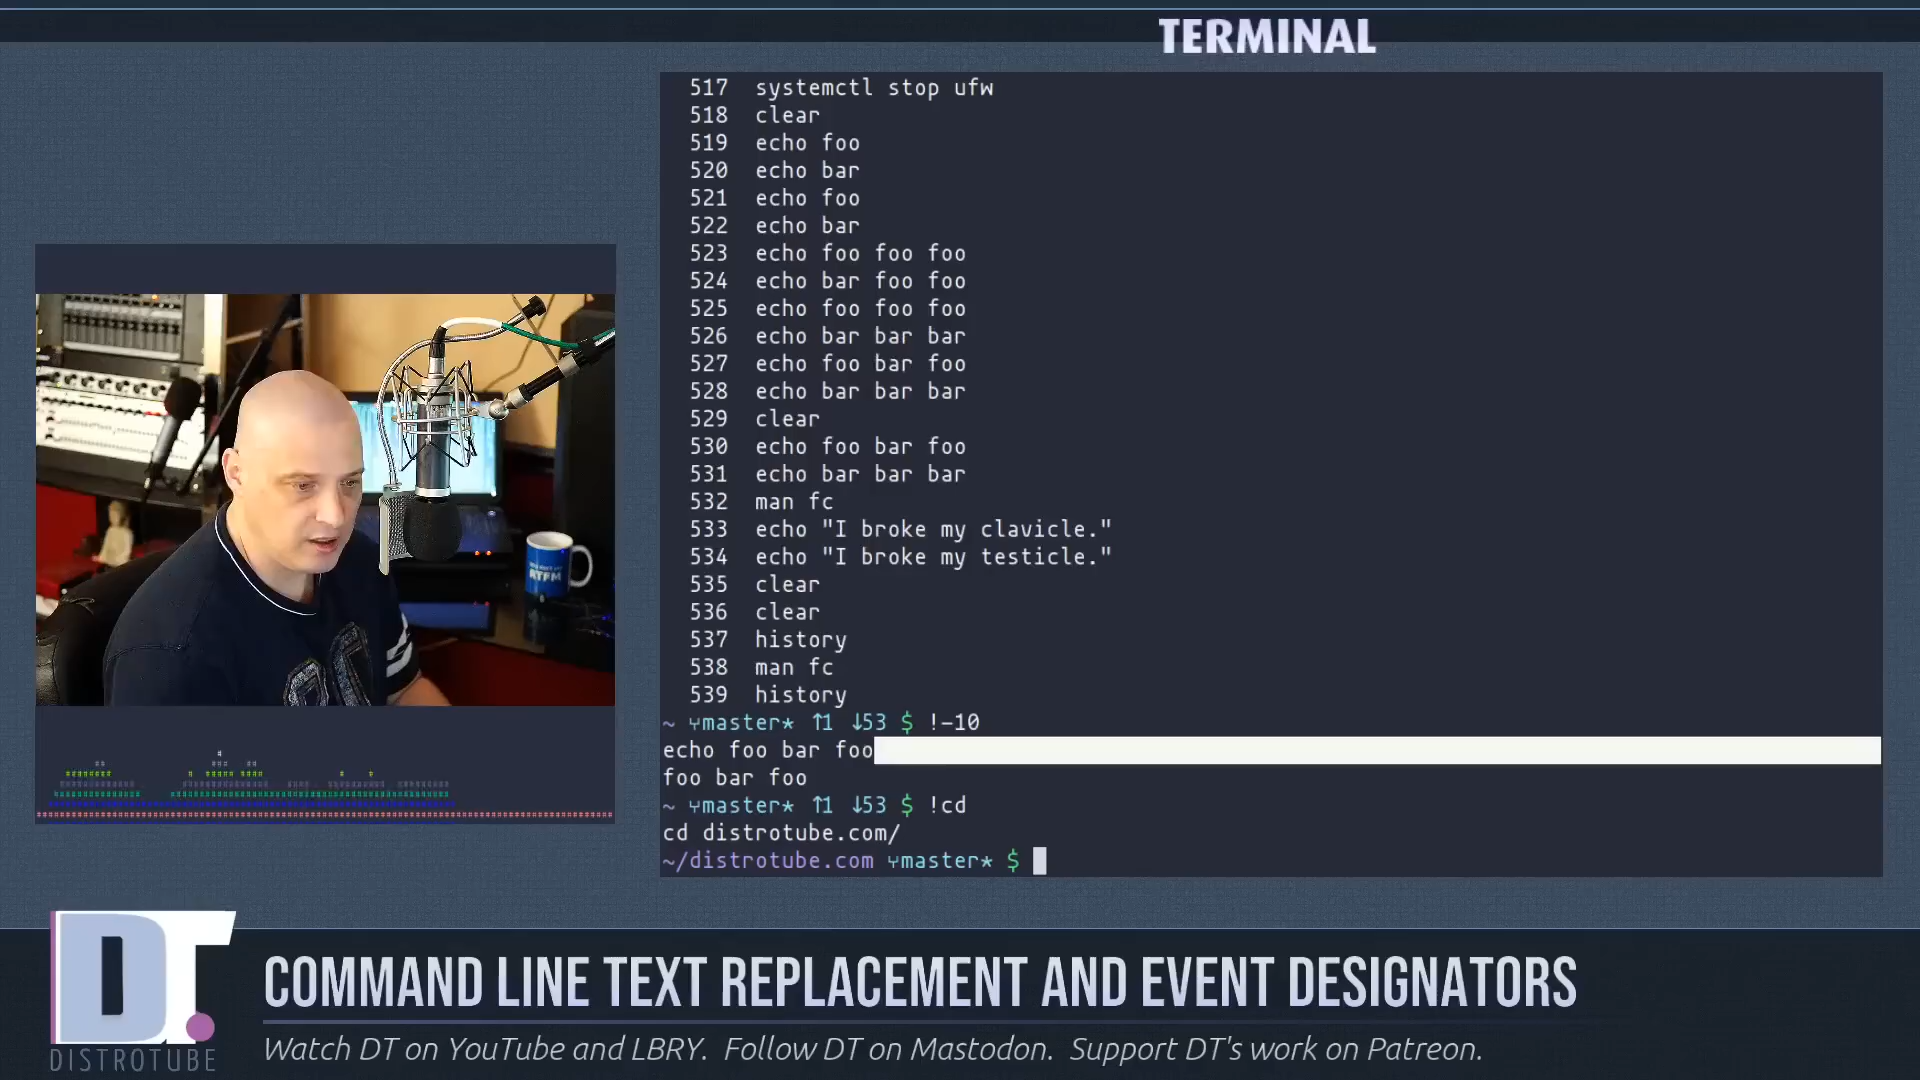 TERMINAL
517 systemctl stop ufw
518 clear
519 echo foo
520 echo bar
521 echo foo
522 echo bar
523 echo foo foo foo
524 echo bar foo foo
525 echo foo foo foo
526 echo bar bar bar
527 echo foo bar foo
528 echo bar bar bar
529 clear
530 echo foo bar foo
531 echo bar bar bar
532 man fc
533 echo "I broke my clavicle."
534 echo "I broke my testicle."
535 clear
536 clear
537 history
538 man fc
539 history
~ master* ↑1 ↓53 $ !-10
echo foo bar foo
foo bar foo
~ master* ↑1 ↓53 $ !cd
cd distrotube.com/
~/distrotube.com master* $
RTFM
DT
DISTROTUBE
COMMAND LINE TEXT REPLACEMENT AND EVENT DESIGNATORS
Watch DT on YouTube and LBRY. Follow DT on Mastodon. Support DT's work on Patreon.